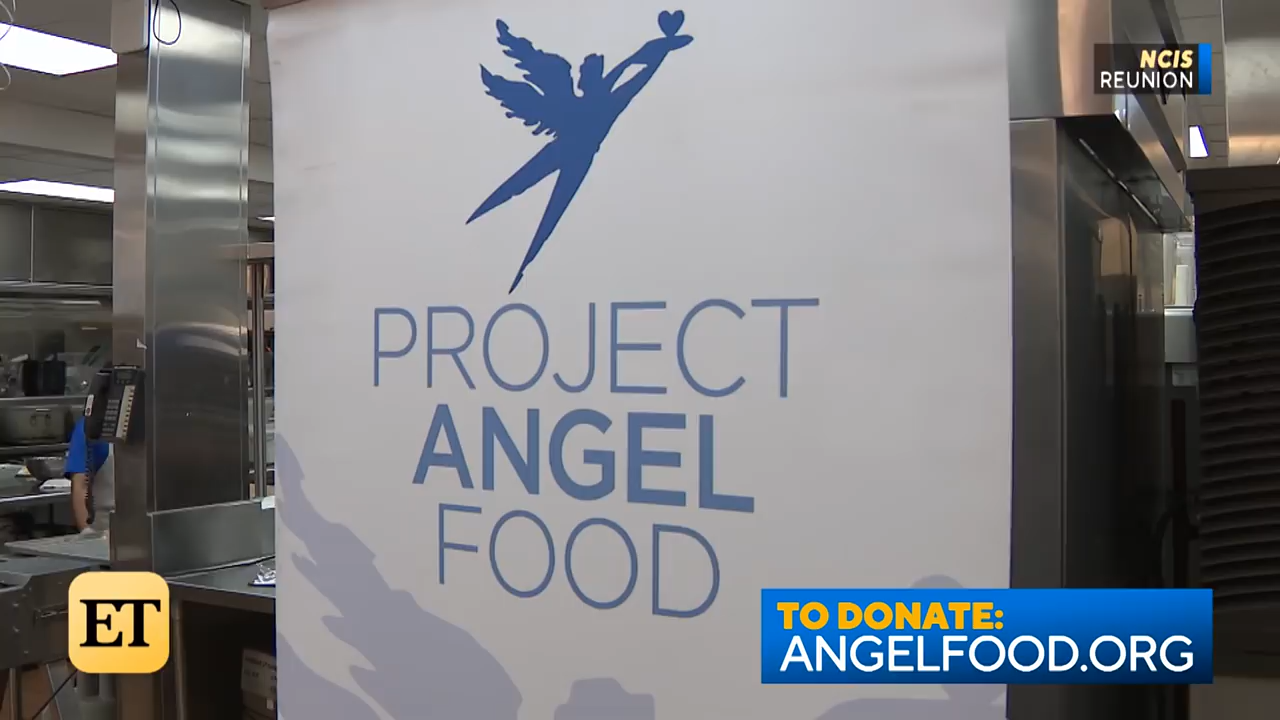 NCIS
REUNION
PROJECT
ANGEL
FOOD
ET
TO DONATE:
ANGELFOOD.ORG